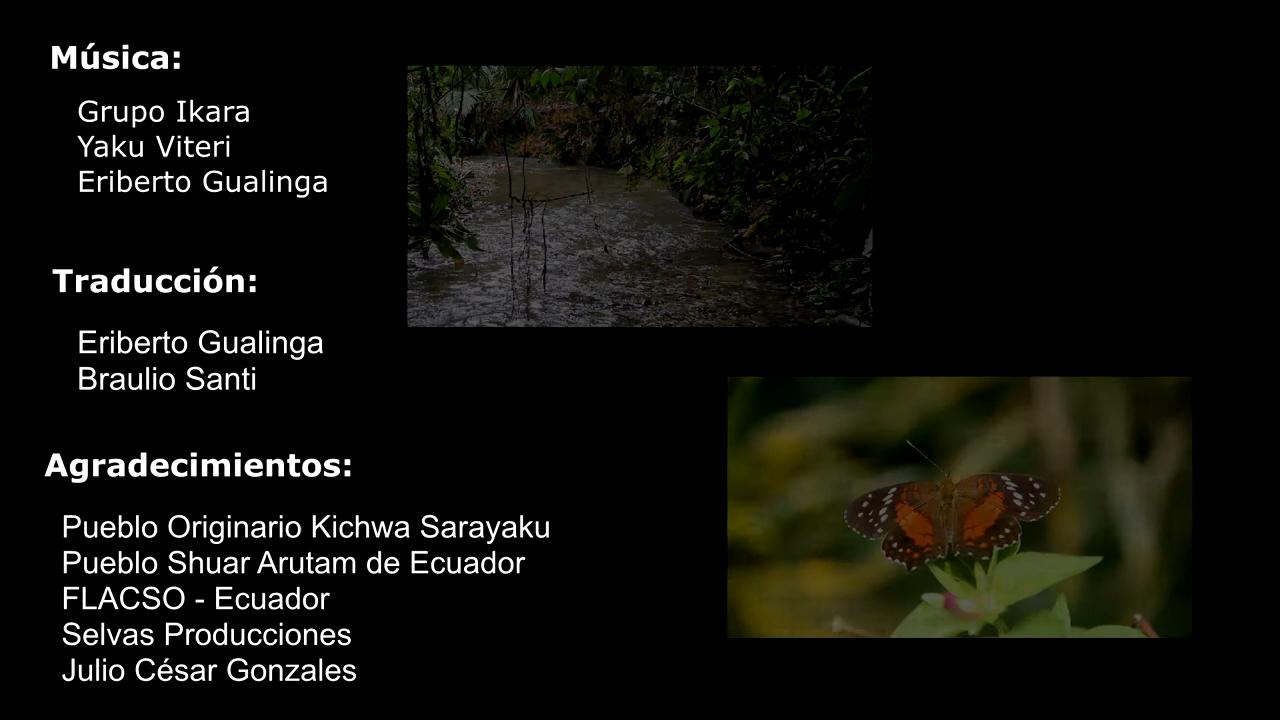 Música:
Grupo Ikara
Yaku Viteri
Eriberto Gualinga
Traducción:
Eriberto Gualinga
Braulio Santi
Agradecimientos:
Pueblo Originario Kichwa Sarayaku
Pueblo Shuar Arutam de Ecuador
FLACSO - Ecuador
Selvas Producciones
Julio César Gonzales